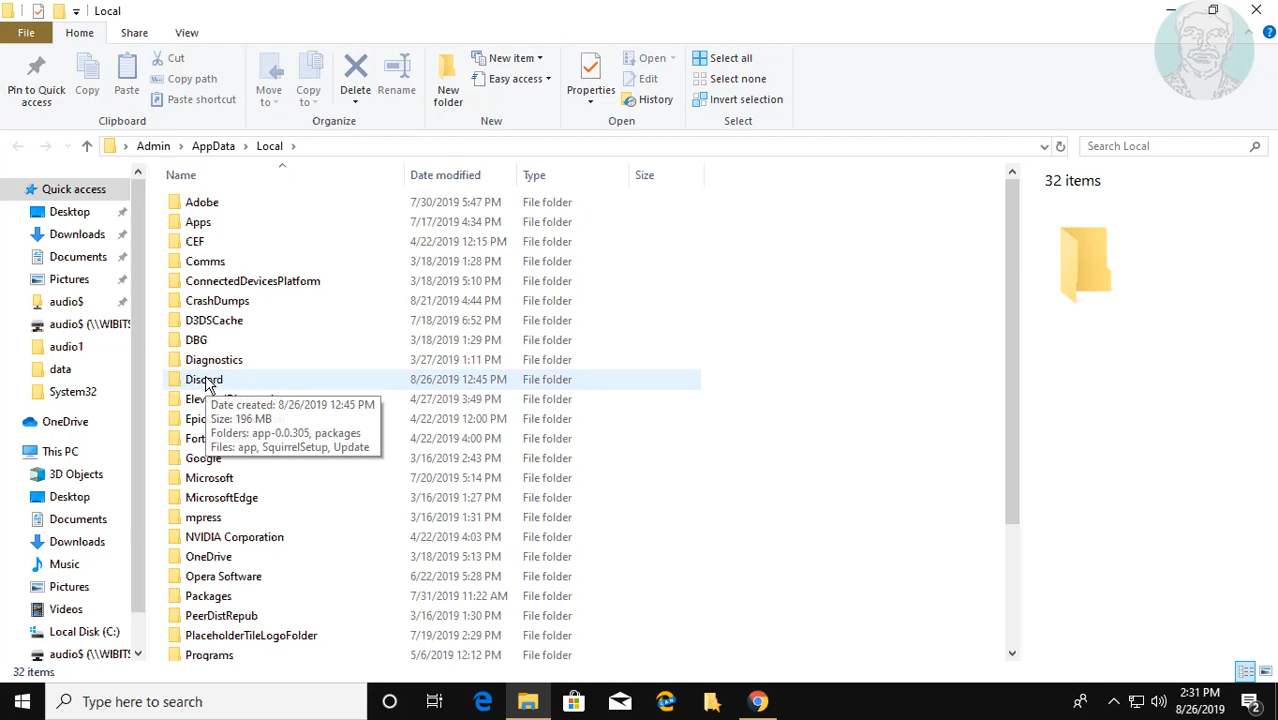 Local
File Home Share View
Pin to Quick access
Copy
Paste
Cut
Copy path
Paste shortcut
Clipboard
Move to
Copy to
Delete
Rename
Organize
New folder
New item
Easy access
New
Properties
Open
Edit
History
Open
Select all
Select none
Invert selection
Select
Admin > AppData > Local >
Search Local
Name Date modified Type Size
Quick access
Desktop
Downloads
Documents
Pictures
audio$
audio$ (\\WIBITS
audio1
data
System32
OneDrive
This PC
3D Objects
Desktop
Documents
Downloads
Music
Pictures
Videos
Local Disk (C:)
audio$ (\\WIBITS
Adobe 7/30/2019 5:47 PM File folder
Apps 7/17/2019 4:34 PM File folder
CEF 4/22/2019 12:15 PM File folder
Comms 3/18/2019 1:28 PM File folder
ConnectedDevicesPlatform 3/18/2019 5:10 PM File folder
CrashDumps 8/21/2019 4:44 PM File folder
D3DSCache 7/18/2019 6:52 PM File folder
DBG 3/18/2019 1:29 PM File folder
Diagnostics 3/27/2019 1:11 PM File folder
Discord 8/26/2019 12:45 PM File folder
4/27/2019 3:49 PM File folder
Epic 4/22/2019 12:00 PM File folder
Fort 4/22/2019 4:00 PM File folder
Google 3/16/2019 2:43 PM File folder
Microsoft 7/20/2019 5:14 PM File folder
MicrosoftEdge 3/16/2019 1:27 PM File folder
mpress 3/16/2019 1:31 PM File folder
NVIDIA Corporation 4/22/2019 4:03 PM File folder
OneDrive 3/18/2019 5:13 PM File folder
Opera Software 6/22/2019 5:28 PM File folder
Packages 7/31/2019 11:22 AM File folder
PeerDistRepub 3/16/2019 1:30 PM File folder
PlaceholderTileLogoFolder 7/19/2019 2:29 PM File folder
Programs 5/6/2019 12:12 PM File folder
Date created: 8/26/2019 12:45 PM
Size: 196 MB
Folders: app-0.0.305, packages
Files: app, SquirrelSetup, Update
32 items
32 items
Type here to search
2:31 PM
8/26/2019
2